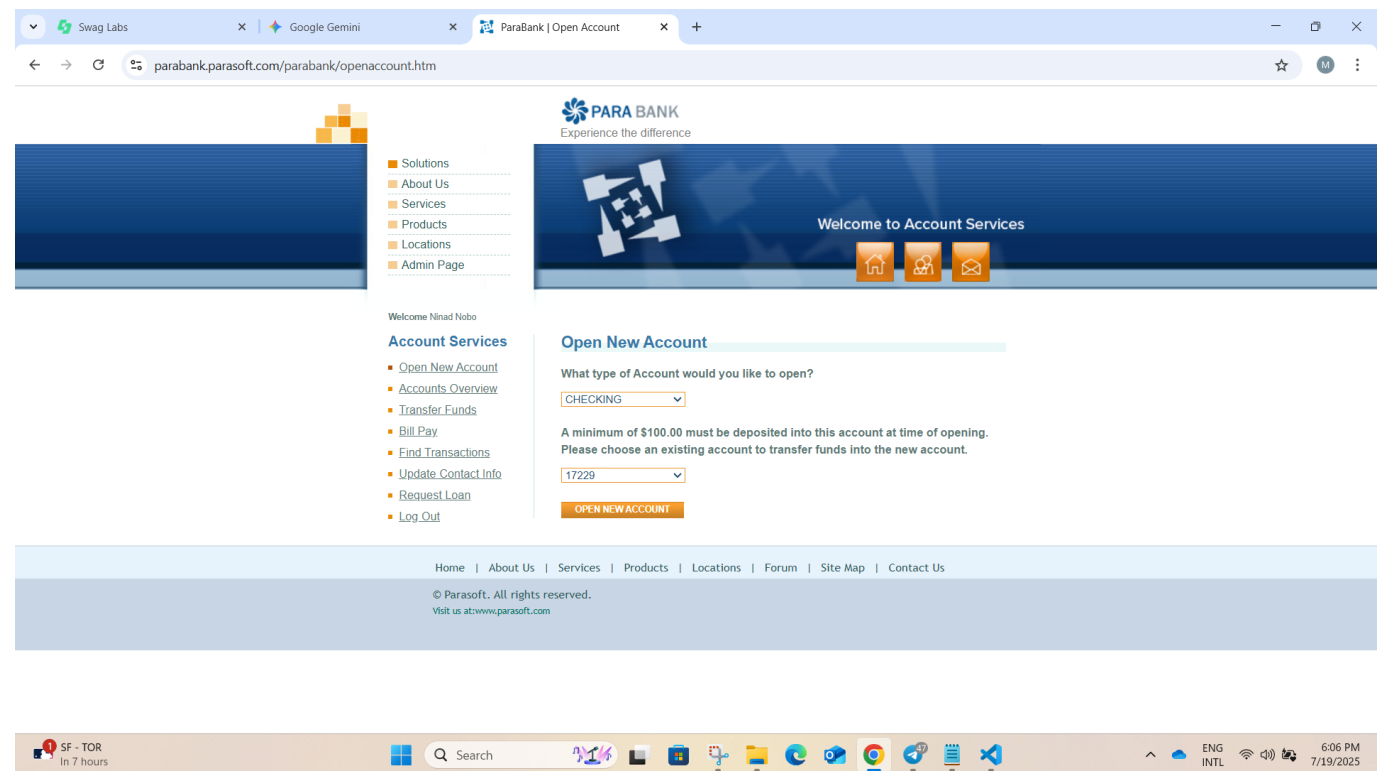 Swag Labs
Google Gemini
ParaBank | Open Account
parabank.parasoft.com/parabank/openaccount.htm
M
PARA BANK
Experience the difference
Solutions
About Us
Services
Products
Locations
Admin Page
Welcome to Account Services
Welcome Ninad Nobo
Account Services
Open New Account
Accounts Overview
Transfer Funds
Bill Pay
Find Transactions
Update Contact Info
Request Loan
Log Out
Open New Account
What type of Account would you like to open?
CHECKING
A minimum of $100.00 must be deposited into this account at time of opening.
Please choose an existing account to transfer funds into the new account.
17229
OPEN NEW ACCOUNT
Home | About Us | Services | Products | Locations | Forum | Site Map | Contact Us
© Parasoft. All rights reserved.
Visit us at:www.parasoft.com
1
SF - TOR
In 7 hours
Search
47
ENG
INTL
6:06 PM
7/19/2025